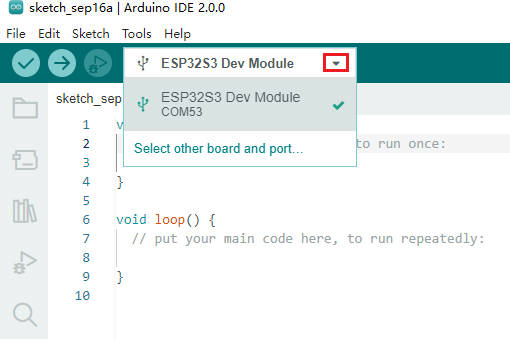 sketch_sep16a | Arduino IDE 2.0.0
File Edit Sketch Tools Help
ESP32S3 Dev Module
sketch_sep
ESP32S3 Dev Module
COM53
Select other board and port...
1 v
2 to run once:
3
4 }
5
6 void loop() {
7 // put your main code here, to run repeatedly:
8
9 }
10